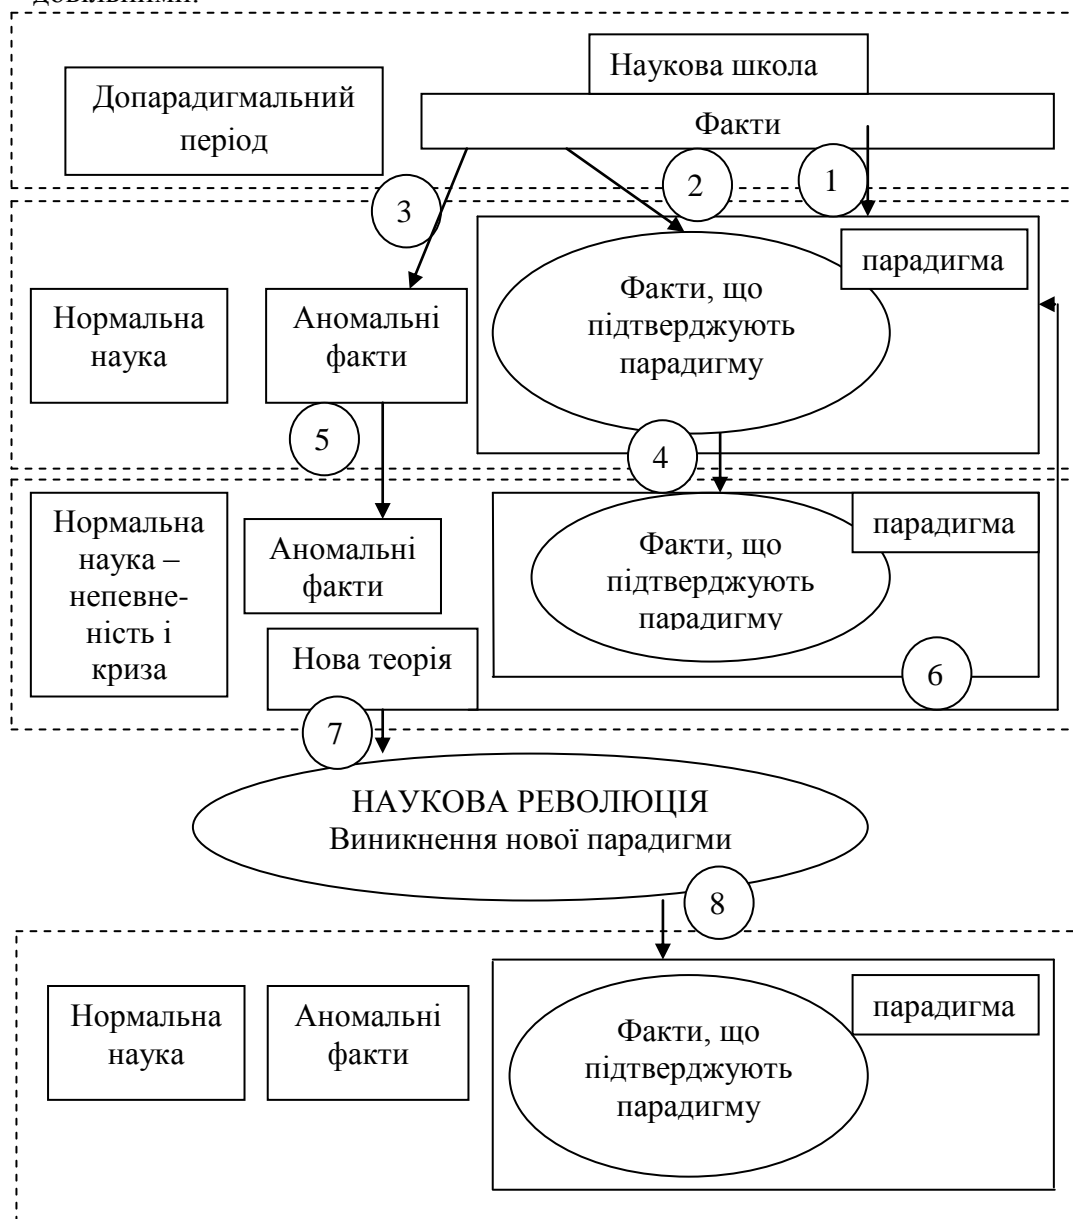 довільними.
Наукова школа
Допарадигмальний
період
Факти
1
2
3
парадигма
Факти, що
підтверджують
парадигму
Нормальна
наука
Аномальні
факти
5
4
Нормальна
наука –
непевне-
ність і
криза
Аномальні
факти
парадигма
Факти, що
підтверджують
парадигму
Нова теорія
6
7
НАУКОВА РЕВОЛЮЦІЯ
Виникнення нової парадигми
8
Нормальна
наука
Аномальні
факти
парадигма
Факти, що
підтверджують
парадигму